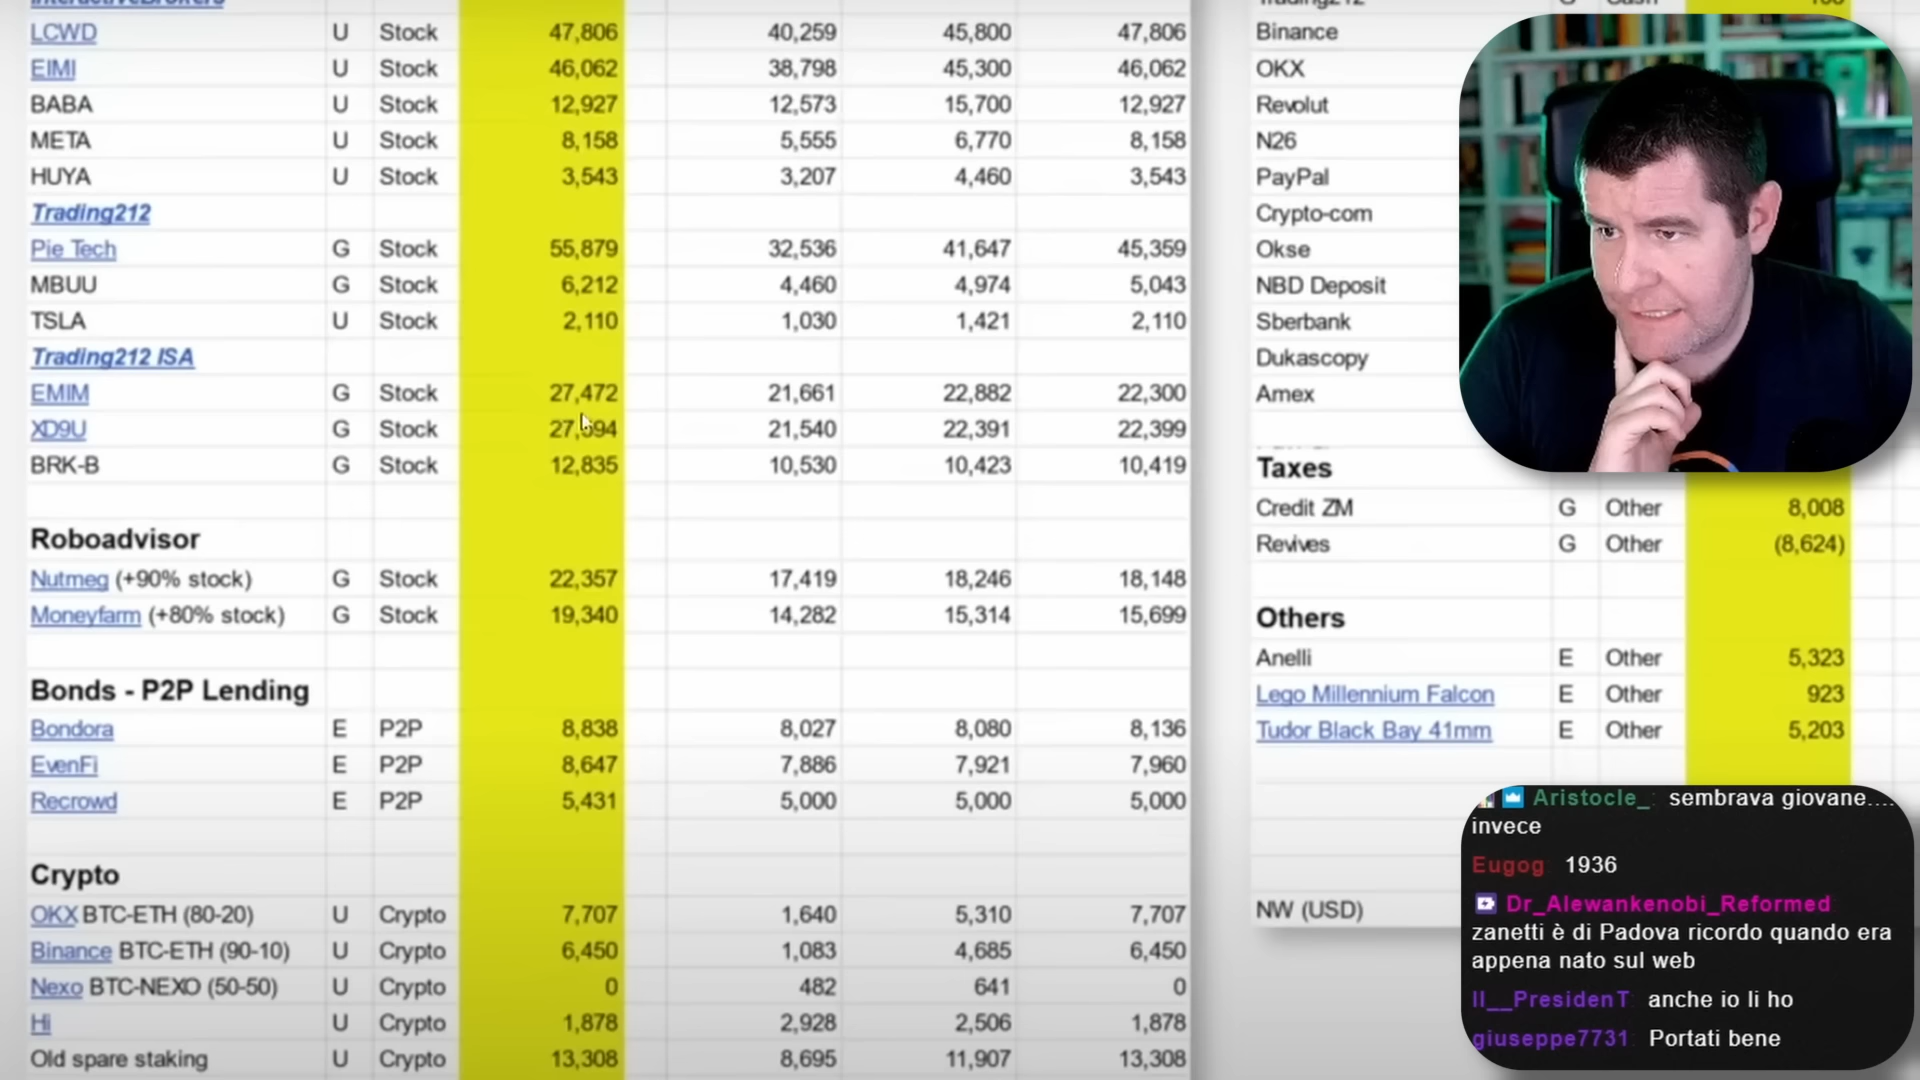 InteractiveBrokers
LCWD U Stock 47,806 40,259 45,800 47,806
EIMI U Stock 46,062 38,798 45,300 46,062
BABA U Stock 12,927 12,573 15,700 12,927
META U Stock 8,158 5,555 6,770 8,158
HUYA U Stock 3,543 3,207 4,460 3,543
Trading212
Pie Tech G Stock 55,879 32,536 41,647 45,359
MBUU G Stock 6,212 4,460 4,974 5,043
TSLA U Stock 2,110 1,030 1,421 2,110
Trading212 ISA
EMIM G Stock 27,472 21,661 22,882 22,300
XD9U G Stock 21,540 22,391 22,399
BRK-B G Stock 12,835 10,530 10,423 10,419
Roboadvisor
Nutmeg (+90% stock) G Stock 22,357 17,419 18,246 18,148
Moneyfarm (+80% stock) G Stock 19,340 14,282 15,314 15,699
Bonds - P2P Lending
Bondora E P2P 8,838 8,027 8,080 8,136
EvenFi E P2P 8,647 7,886 7,921 7,960
Recrowd E P2P 5,431 5,000 5,000 5,000
Crypto
OKX BTC-ETH (80-20) U Crypto 7,707 1,640 5,310 7,707
Binance BTC-ETH (90-10) U Crypto 6,450 1,083 4,685 6,450
Nexo BTC-NEXO (50-50) U Crypto 0 482 641 0
Hi U Crypto 1,878 2,928 2,506 1,878
Old spare staking U Crypto 13,308 8,695 11,907 13,308
Trading212
Binance
OKX
Revolut
N26
PayPal
Crypto-com
Okse
NBD Deposit
Sberbank
Dukascopy
Amex
Taxes
Credit ZM G Other 8,008
Revives G Other (8,624)
Others
Anelli E Other 5,323
Lego Millennium Falcon E Other 923
Tudor Black Bay 41mm E Other 5,203
NW (USD)
Aristocle_: sembrava giovane....
invece
Eugog: 1936
Dr_Alewankenobi_Reformed:
zanetti è di Padova ricordo quando era
appena nato sul web
Il__PresidenT: anche io li ho
giuseppe7731: Portati bene